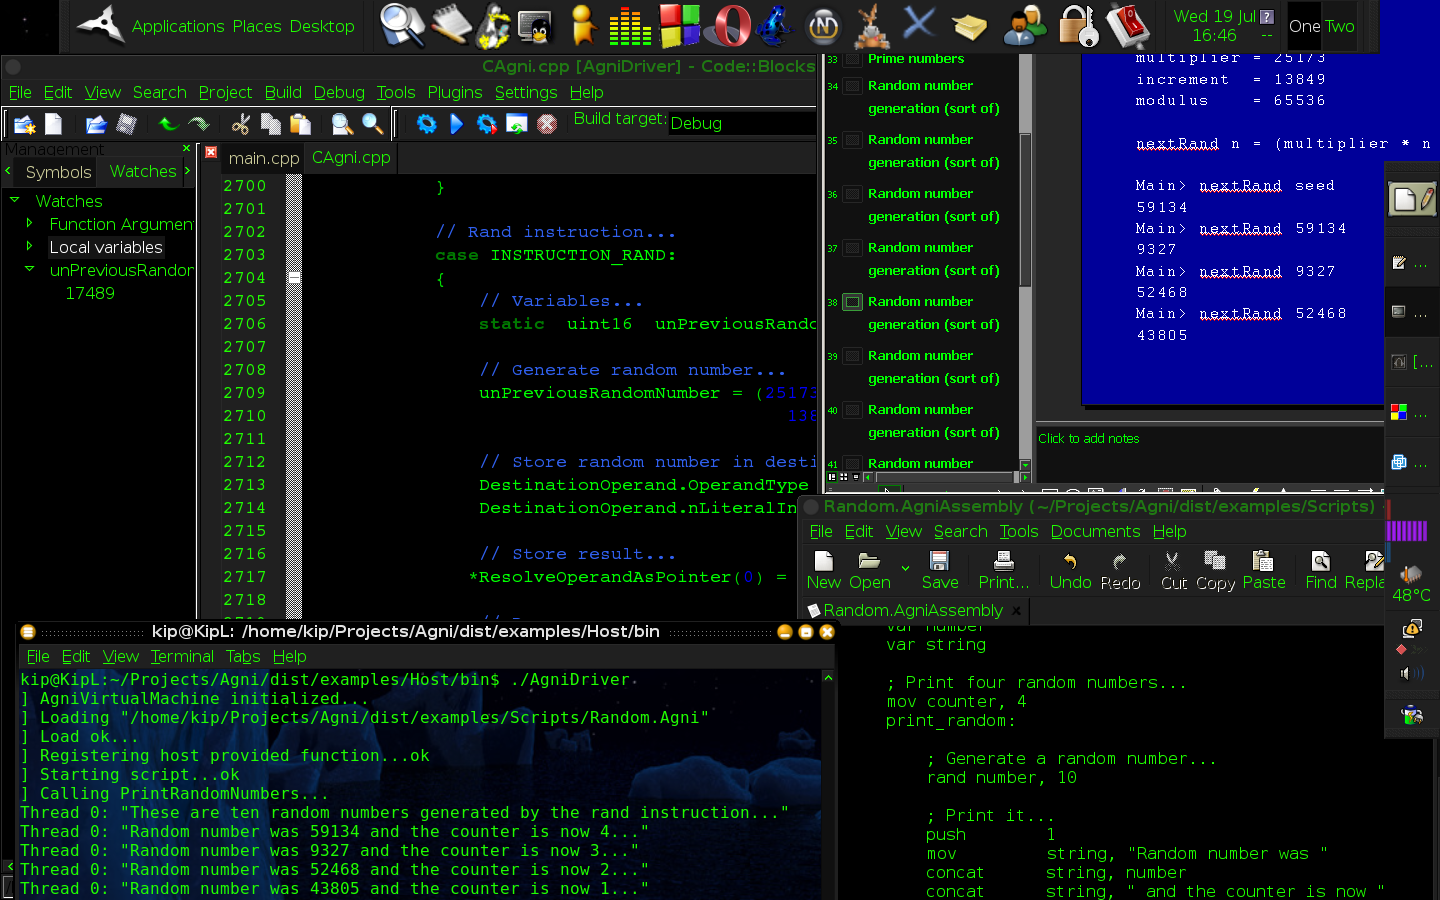 Applications Places Desktop
Wed 19 Jul
16:46
One Two
CAgni.cpp [AgniDriver] - Code::Blocks
File Edit View Search Project Build Debug Tools Plugins Settings Help
Build target: Debug
Management
Symbols Watches
Watches
Function Argumen
Local variables
unPreviousRandon
17489
main.cpp CAgni.cpp
2700 }
2701
2702 // Rand instruction...
2703 case INSTRUCTION_RAND:
2704 {
2705 // Variables...
2706 static uint16 unPreviousRando
2707
2708 // Generate random number...
2709 unPreviousRandomNumber = (25173
2710 138
2711
2712 // Store random number in desti
2713 DestinationOperand.OperandType
2714 DestinationOperand.nLiteralIn
2715
2716 // Store result...
2717 *ResolveOperandAsPointer(0) =
2718
33 Prime numbers
34 Random number
generation (sort of)
35 Random number
generation (sort of)
36 Random number
generation (sort of)
37 Random number
generation (sort of)
38 Random number
generation (sort of)
39 Random number
generation (sort of)
40 Random number
generation (sort of)
41 Random number
multiplier = 25173
increment = 13849
modulus = 65536
nextRand n = (multiplier * n
Main> nextRand seed
59134
Main> nextRand 59134
9327
Main> nextRand 9327
52468
Main> nextRand 52468
43805
Click to add notes
...
...
[...
...
...
48°C
Random.AgniAssembly (~/Projects/Agni/dist/examples/Scripts) -
File Edit View Search Tools Documents Help
New Open Save Print... Undo Redo Cut Copy Paste Find Repla
Random.AgniAssembly
var number
var string
; Print four random numbers...
mov counter, 4
print_random:
; Generate a random number...
rand number, 10
; Print it...
push 1
mov string, "Random number was "
concat string, number
concat string, " and the counter is now "
kip@KipL: /home/kip/Projects/Agni/dist/examples/Host/bin
File Edit View Terminal Tabs Help
kip@KipL:~/Projects/Agni/dist/examples/Host/bin$ ./AgniDriver
] AgniVirtualMachine initialized...
] Loading "/home/kip/Projects/Agni/dist/examples/Scripts/Random.Agni"
] Load ok...
] Registering host provided function...ok
] Starting script...ok
] Calling PrintRandomNumbers...
Thread 0: "These are ten random numbers generated by the rand instruction..."
Thread 0: "Random number was 59134 and the counter is now 4..."
Thread 0: "Random number was 9327 and the counter is now 3..."
Thread 0: "Random number was 52468 and the counter is now 2..."
Thread 0: "Random number was 43805 and the counter is now 1..."